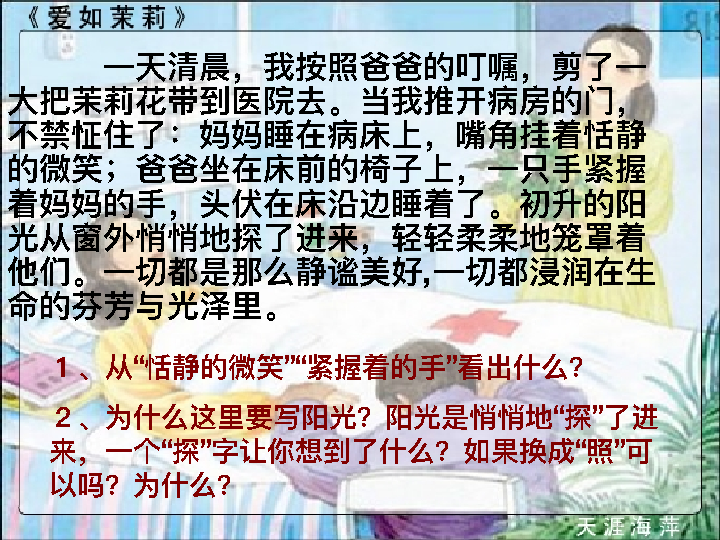 《爱如茉莉》
一天清晨，我按照爸爸的叮嘱，剪了一
大把茉莉花带到医院去。当我推开病房的门，
不禁怔住了：妈妈睡在病床上，嘴角挂着恬静
的微笑；爸爸坐在床前的椅子上，一只手紧握
着妈妈的手，头伏在床沿边睡着了。初升的阳
光从窗外悄悄地探了进来，轻轻柔柔地笼罩着
他们。一切都是那么静谧美好,一切都浸润在生
命的芬芳与光泽里。
1、从“恬静的微笑”“紧握着的手”看出什么？
2、为什么这里要写阳光？阳光是悄悄地“探”了进
来，一个“探”字让你想到了什么？如果换成“照”可
以吗？为什么？
天涯海萍